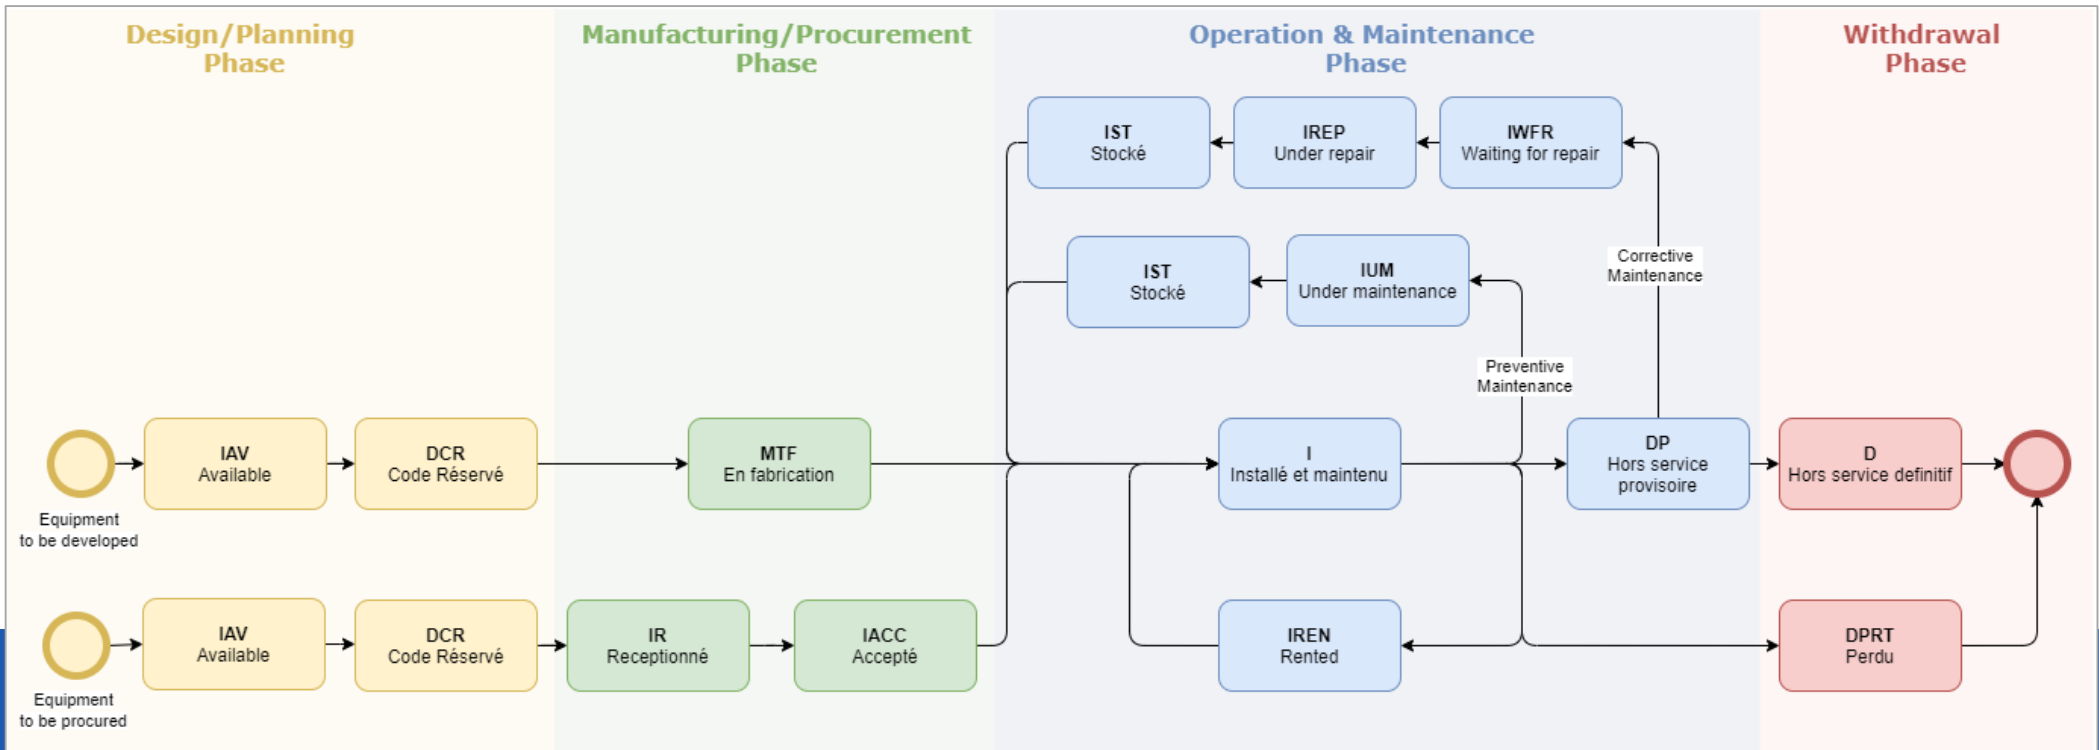 Design/Planning
Phase
Manufacturing/Procurement
Phase
Operation & Maintenance
Phase
Withdrawal
Phase
IST
Stocké
IREP
Under repair
IWFR
Waiting for repair
IST
Stocké
IUM
Under maintenance
Corrective
Maintenance
Preventive
Maintenance
Equipment
to be developed
IAV
Available
DCR
Code Réservé
MTF
En fabrication
I
Installé et maintenu
DP
Hors service
provisoire
D
Hors service definitif
Equipment
to be procured
IAV
Available
DCR
Code Réservé
IR
Receptionné
IACC
Accepté
IREN
Rented
DPRT
Perdu